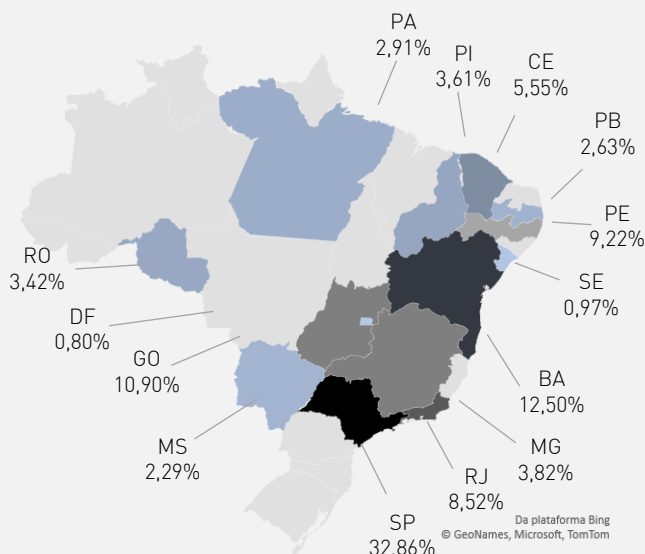 PA
2,91%
PI
3,61%
CE
5,55%
PB
2,63%
PE
9,22%
RO
3,42%
SE
0,97%
DF
0,80%
GO
10,90%
BA
12,50%
MS
2,29%
MG
3,82%
RJ
8,52%
SP
32,86%
Da plataforma Bing
© GeoNames, Microsoft, TomTom